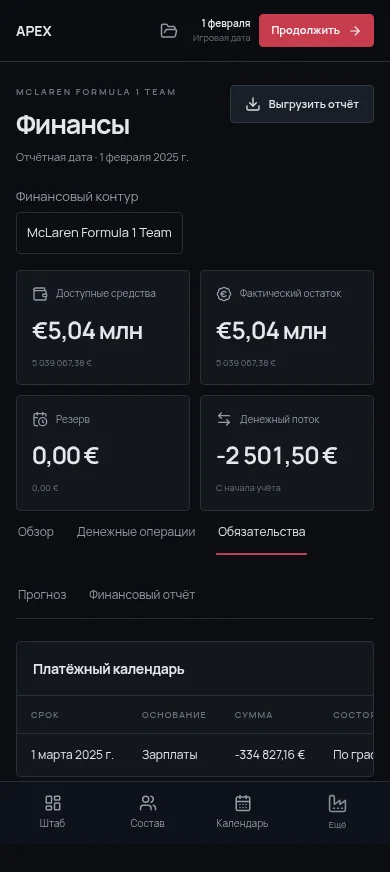 APEX
1 февраля
Игровая дата
Продолжить
MCLAREN FORMULA 1 TEAM
Финансы
Выгрузить отчёт
Отчётная дата · 1 февраля 2025 г.
Финансовый контур
McLaren Formula 1 Team
Доступные средства
€5,04 млн
5 039 067,38 €
Фактический остаток
€5,04 млн
5 039 067,38 €
Резерв
0,00 €
0,00 €
Денежный поток
-2 501,50 €
С начала учёта
Обзор Денежные операции Обязательства
Прогноз Финансовый отчёт
Платёжный календарь
СРОК ОСНОВАНИЕ СУММА СОСТОЯ
1 марта 2025 г. Зарплаты -334 827,16 € По граф
Штаб Состав Календарь Ещё